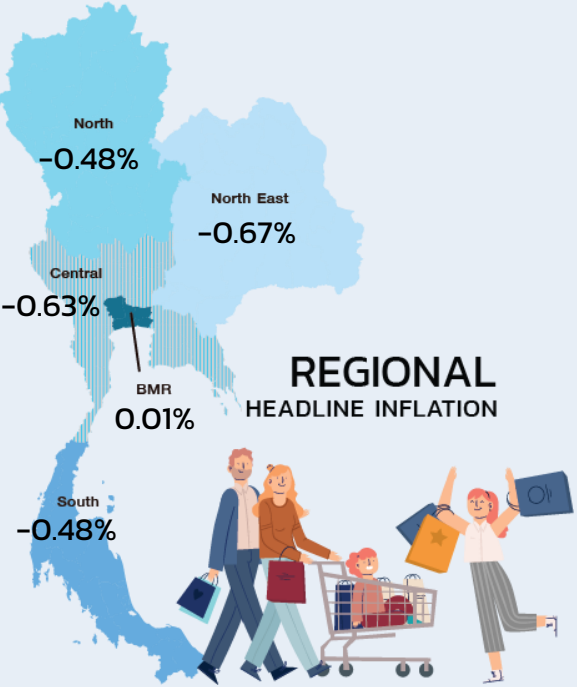 North
-0.48%
North East
-0.67%
Central
-0.63%
BMR
0.01%
REGIONAL
HEADLINE INFLATION
South
-0.48%